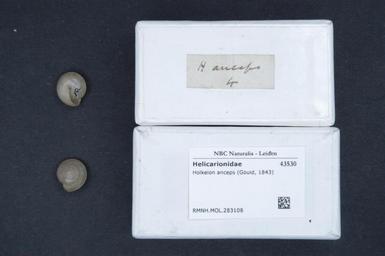 H anceps
NBC Naturalis - Leiden
Helicarionidae 43530
Holkeion anceps (Gould, 1843)
RMNH.MOL.283108